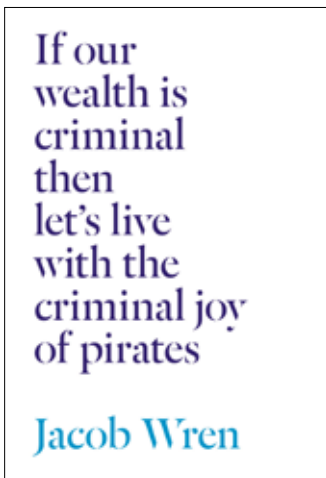 If our
wealth is
criminal
then
let's live
with the
criminal joy
of pirates
Jacob Wren